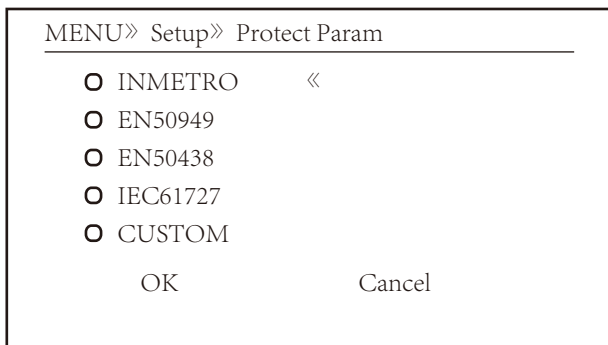 MENU》 Setup》 Protect Param
INMETRO 《
EN50949
EN50438
IEC61727
CUSTOM
OK Cancel